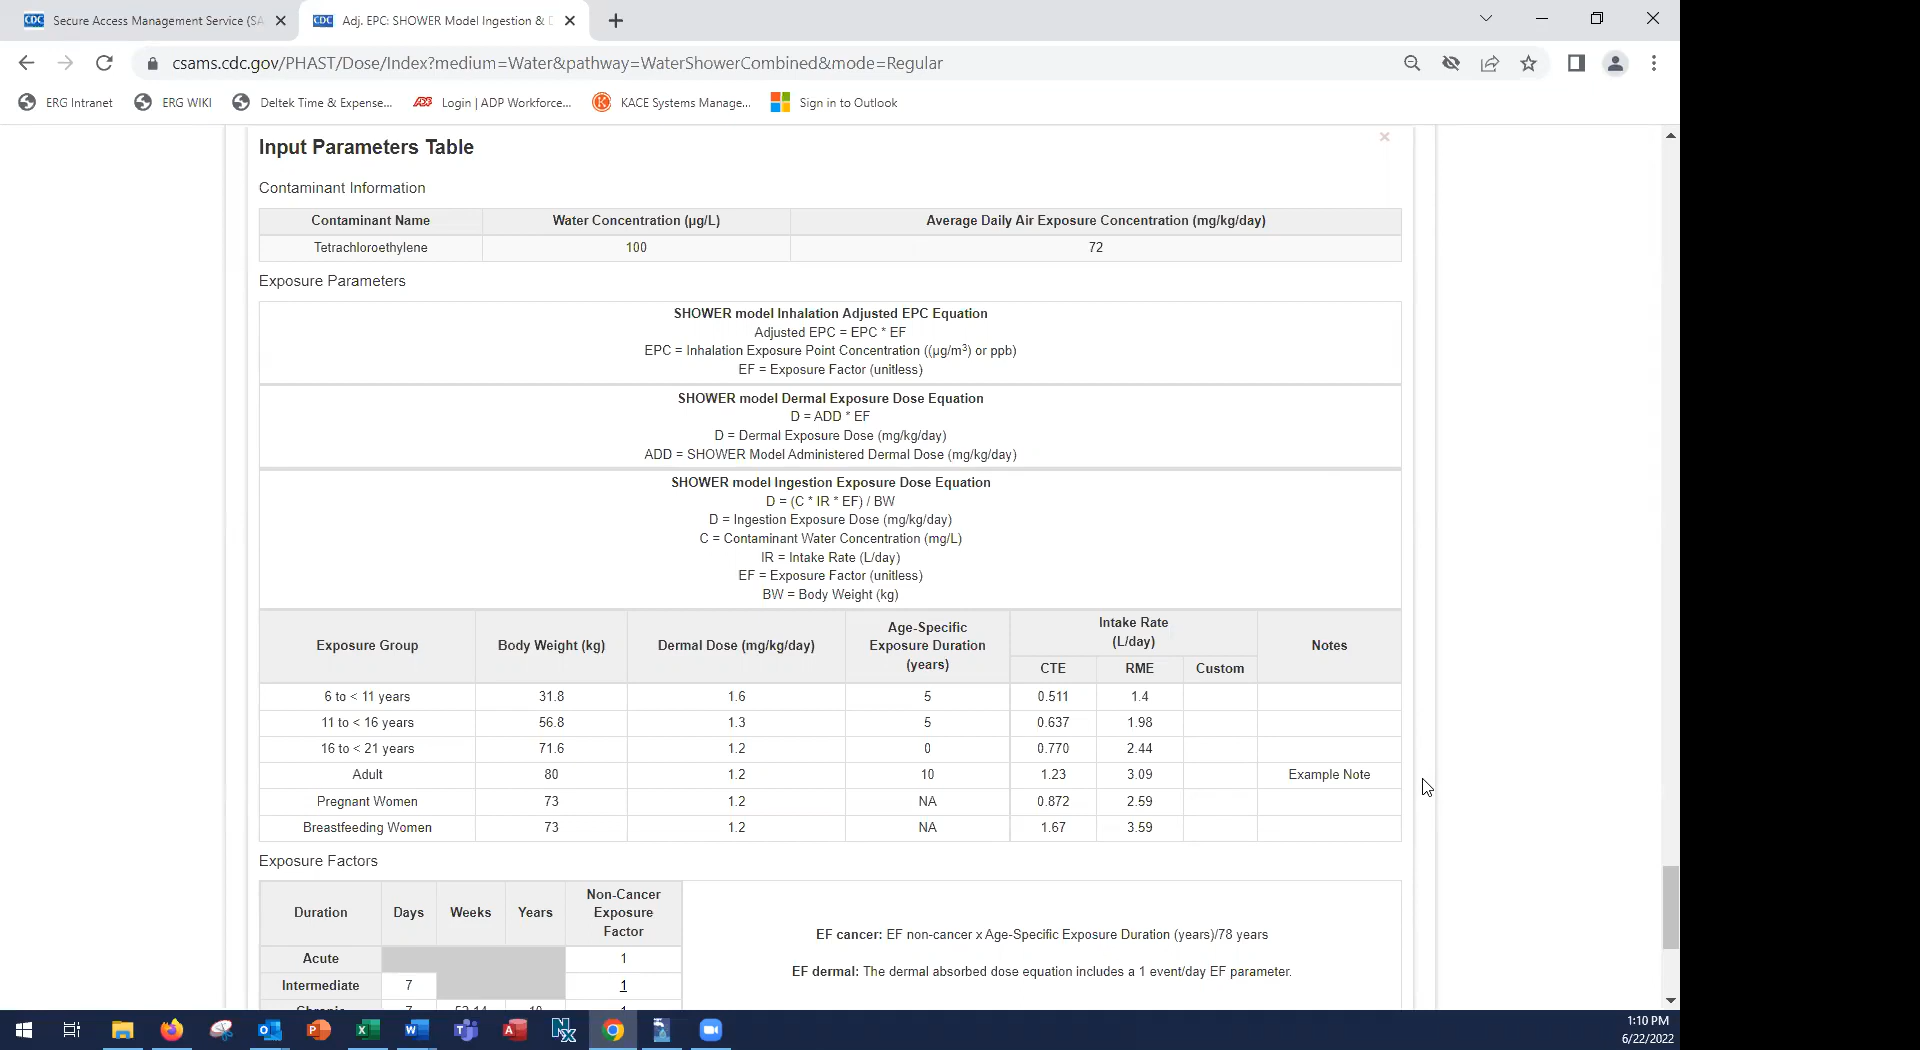 CDC Secure Access Management Service (SA
CDC Adj. EPC: SHOWER Model Ingestion &
csams.cdc.gov/PHAST/Dose/Index?medium=Water&pathway=WaterShowerCombined&mode=Regular
ERG Intranet ERG WIKI Deltek Time & Expense... Login | ADP Workforce... KACE Systems Manage... Sign in to Outlook
Input Parameters Table
Contaminant Information
Contaminant Name Water Concentration (µg/L) Average Daily Air Exposure Concentration (mg/kg/day)
Tetrachloroethylene 100 72
Exposure Parameters
SHOWER model Inhalation Adjusted EPC Equation
Adjusted EPC = EPC * EF
EPC = Inhalation Exposure Point Concentration ((µg/m³) or ppb)
EF = Exposure Factor (unitless)
SHOWER model Dermal Exposure Dose Equation
D = ADD * EF
D = Dermal Exposure Dose (mg/kg/day)
ADD = SHOWER Model Administered Dermal Dose (mg/kg/day)
SHOWER model Ingestion Exposure Dose Equation
D = (C * IR * EF) / BW
D = Ingestion Exposure Dose (mg/kg/day)
C = Contaminant Water Concentration (mg/L)
IR = Intake Rate (L/day)
EF = Exposure Factor (unitless)
BW = Body Weight (kg)
Exposure Group Body Weight (kg) Dermal Dose (mg/kg/day) Age-Specific Exposure Duration (years) Intake Rate (L/day) Notes
CTE RME Custom
6 to < 11 years 31.8 1.6 5 0.511 1.4
11 to < 16 years 56.8 1.3 5 0.637 1.98
16 to < 21 years 71.6 1.2 0 0.770 2.44
Adult 80 1.2 10 1.23 3.09 Example Note
Pregnant Women 73 1.2 NA 0.872 2.59
Breastfeeding Women 73 1.2 NA 1.67 3.59
Exposure Factors
Duration Days Weeks Years Non-Cancer Exposure Factor
Acute 1
Intermediate 7 1
EF cancer: EF non-cancer x Age-Specific Exposure Duration (years)/78 years
EF dermal: The dermal absorbed dose equation includes a 1 event/day EF parameter.
1:10 PM
6/22/2022